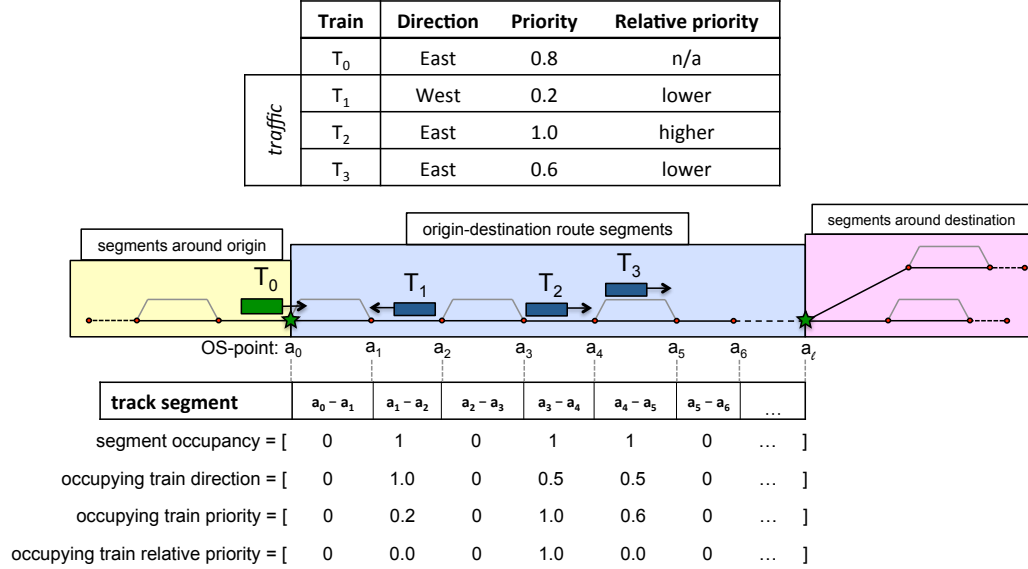 Train Direction Priority Relative priority
T0 East 0.8 n/a
traffic
T1 West 0.2 lower
T2 East 1.0 higher
T3 East 0.6 lower
segments around origin
origin-destination route segments
segments around destination
T0
T1
T2
T3
OS-point: a0 a1 a2 a3 a4 a5 a6 aℓ
track segment a0 – a1 a1 – a2 a2 – a3 a3 – a4 a4 – a5 a5 – a6 …
segment occupancy = [ 0 1 0 1 1 0 … ]
occupying train direction = [ 0 1.0 0 0.5 0.5 0 … ]
occupying train priority = [ 0 0.2 0 1.0 0.6 0 … ]
occupying train relative priority = [ 0 0.0 0 1.0 0.0 0 … ]